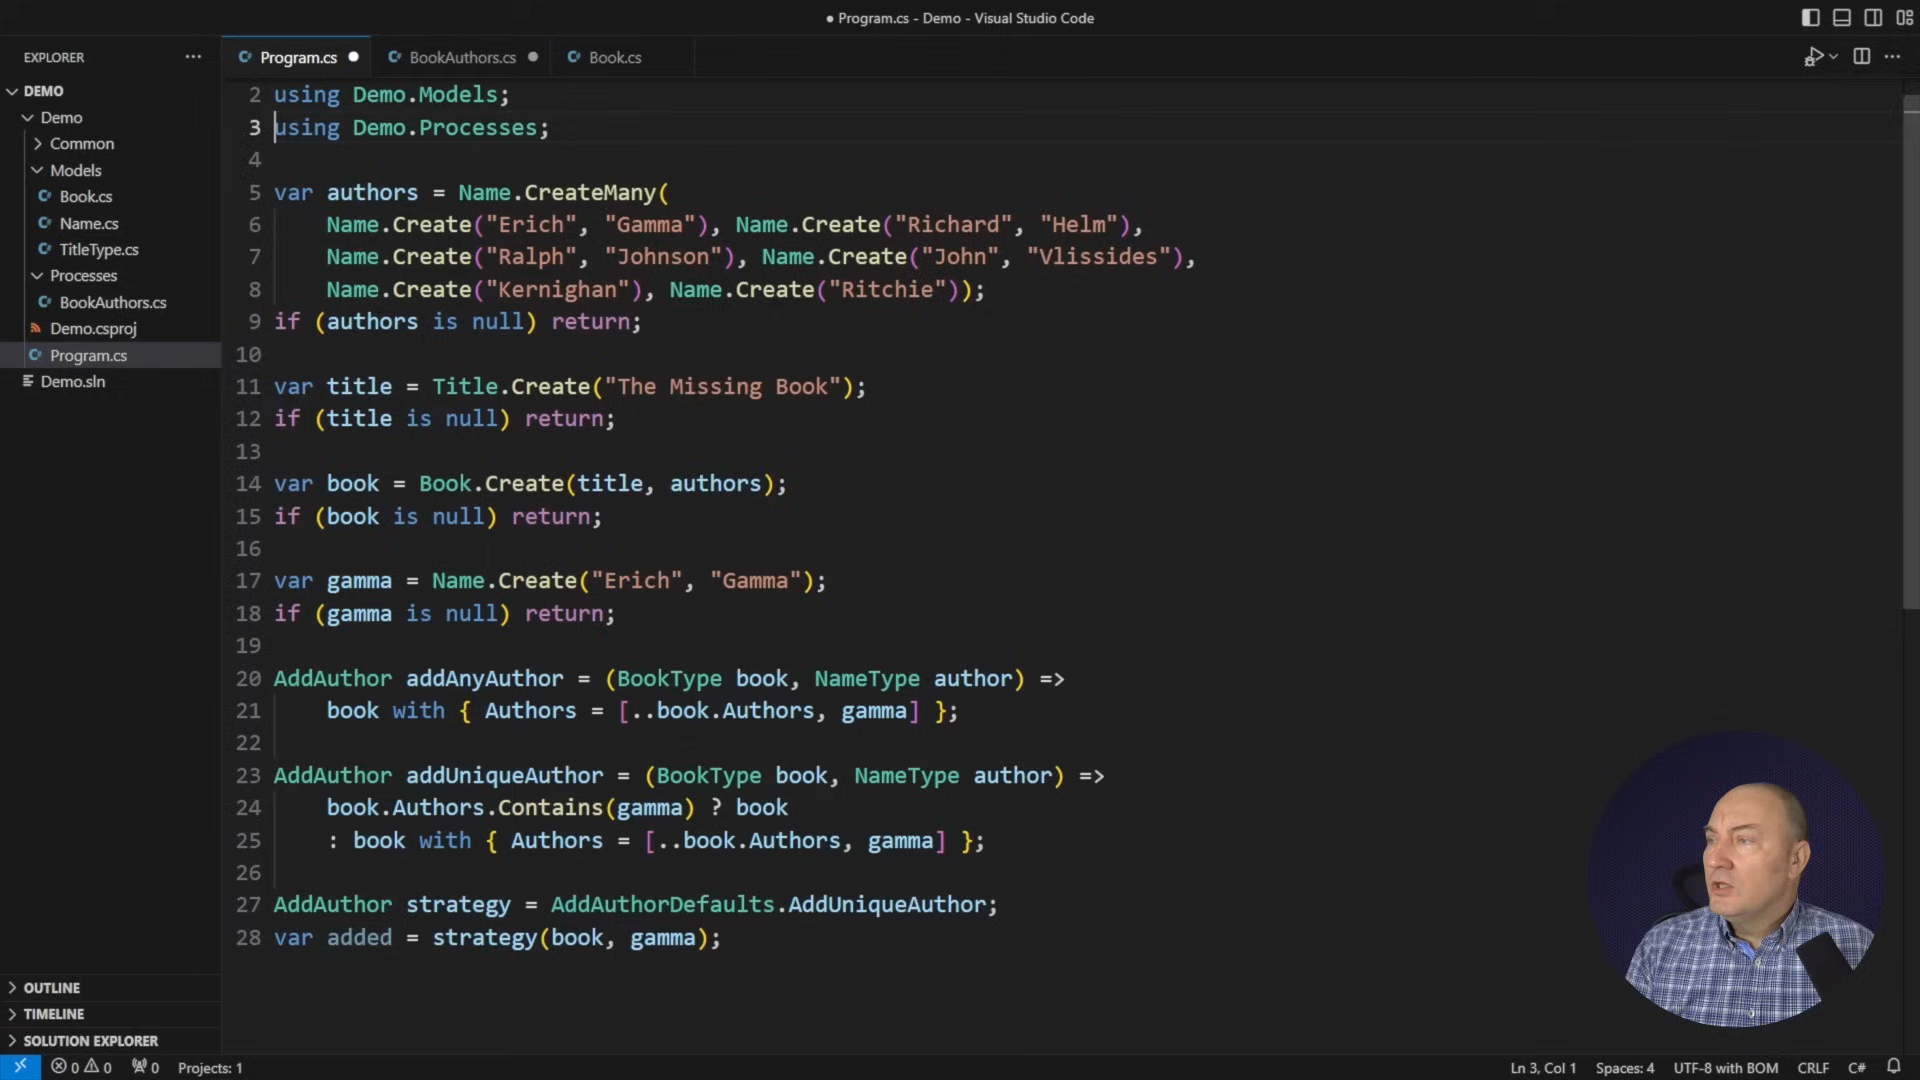 Program.cs - Demo - Visual Studio Code
EXPLORER
Program.cs
BookAuthors.cs
Book.cs
DEMO
Demo
Common
Models
Book.cs
Name.cs
TitleType.cs
Processes
BookAuthors.cs
Demo.csproj
Program.cs
Demo.sln
2 using Demo.Models;
3 using Demo.Processes;
4
5 var authors = Name.CreateMany(
6 Name.Create("Erich", "Gamma"), Name.Create("Richard", "Helm"),
7 Name.Create("Ralph", "Johnson"), Name.Create("John", "Vlissides"),
8 Name.Create("Kernighan"), Name.Create("Ritchie"));
9 if (authors is null) return;
10
11 var title = Title.Create("The Missing Book");
12 if (title is null) return;
13
14 var book = Book.Create(title, authors);
15 if (book is null) return;
16
17 var gamma = Name.Create("Erich", "Gamma");
18 if (gamma is null) return;
19
20 AddAuthor addAnyAuthor = (BookType book, NameType author) =>
21 book with { Authors = [..book.Authors, gamma] };
22
23 AddAuthor addUniqueAuthor = (BookType book, NameType author) =>
24 book.Authors.Contains(gamma) ? book
25 : book with { Authors = [..book.Authors, gamma] };
26
27 AddAuthor strategy = AddAuthorDefaults.AddUniqueAuthor;
28 var added = strategy(book, gamma);
OUTLINE
TIMELINE
SOLUTION EXPLORER
0 0 0 Projects: 1 Ln 3, Col 1 Spaces: 4 UTF-8 with BOM CRLF C#